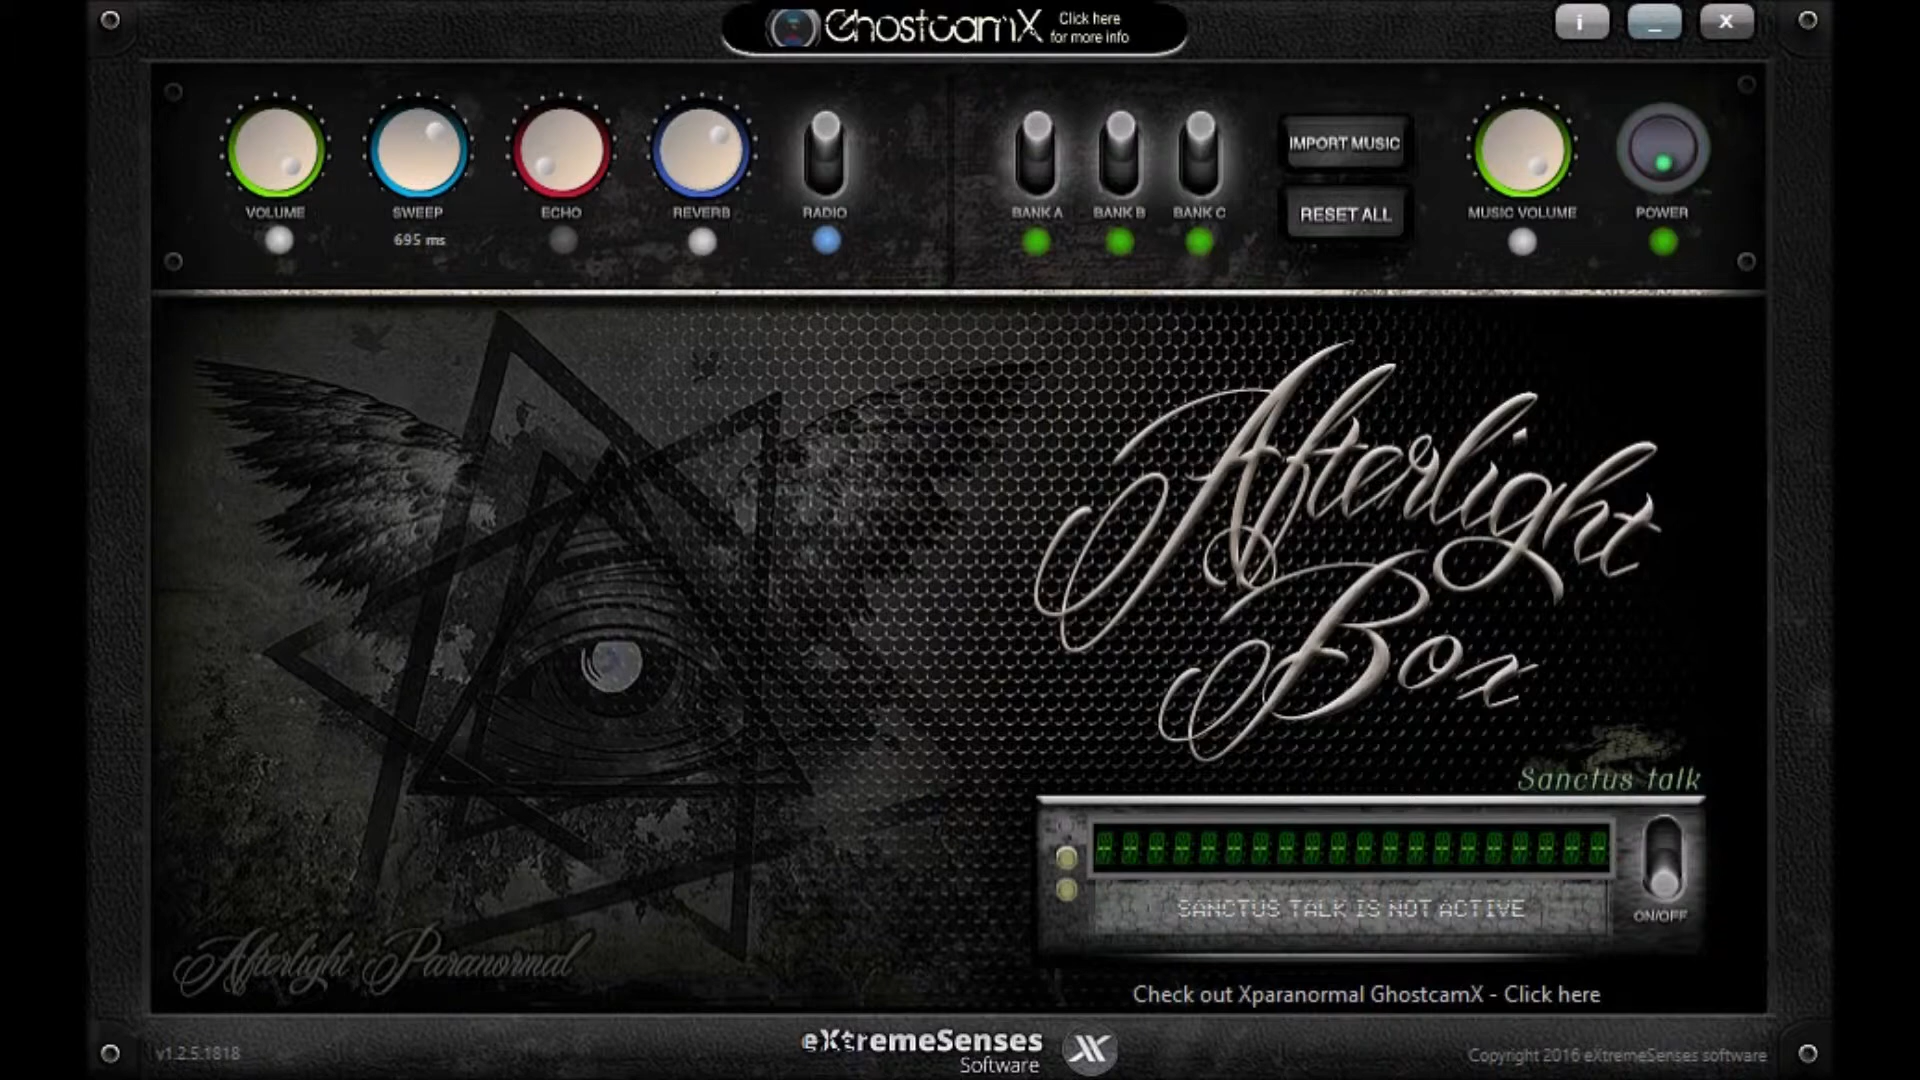 GhostcamX
Click here
for more info
i _ X
VOLUME SWEEP ECHO REVERB RADIO BANK A BANK B BANK C IMPORT MUSIC MUSIC VOLUME POWER
695 ms
RESET ALL
Afterlight
Box
Sanctus talk
SANCTUS TALK IS NOT ACTIVE
ON/OFF
Afterlight Paranormal
Check out Xparanormal GhostcamX - Click here
eXtremeSenses
Software
v1.2.5.1818
Copyright 2016 eXtremeSenses software